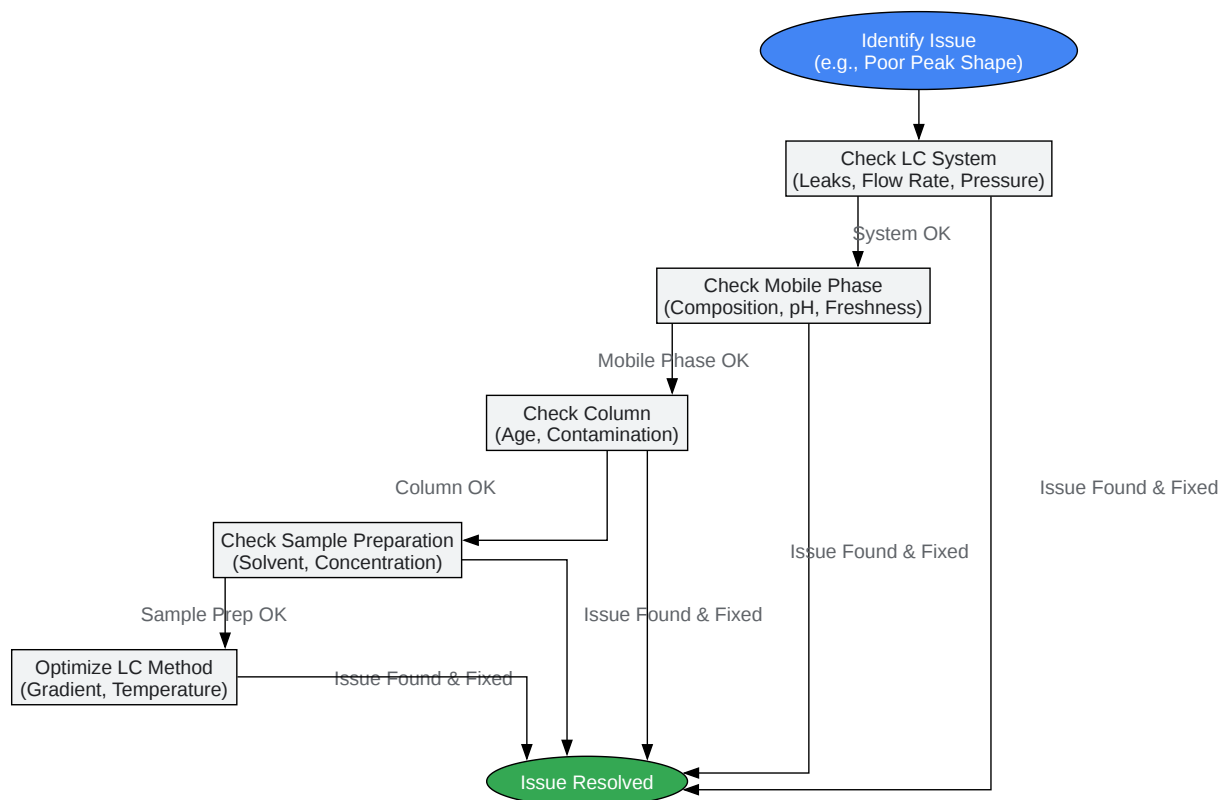 Identify Issue
(e.g., Poor Peak Shape)
Check LC System
(Leaks, Flow Rate, Pressure)
System OK
Check Mobile Phase
(Composition, pH, Freshness)
Mobile Phase OK
Check Column
(Age, Contamination)
Column OK
Issue Found & Fixed
Check Sample Preparation
(Solvent, Concentration)
Issue Found & Fixed
Sample Prep OK
Issue Found & Fixed
Optimize LC Method
(Gradient, Temperature)
Issue Found & Fixed
Issue Resolved